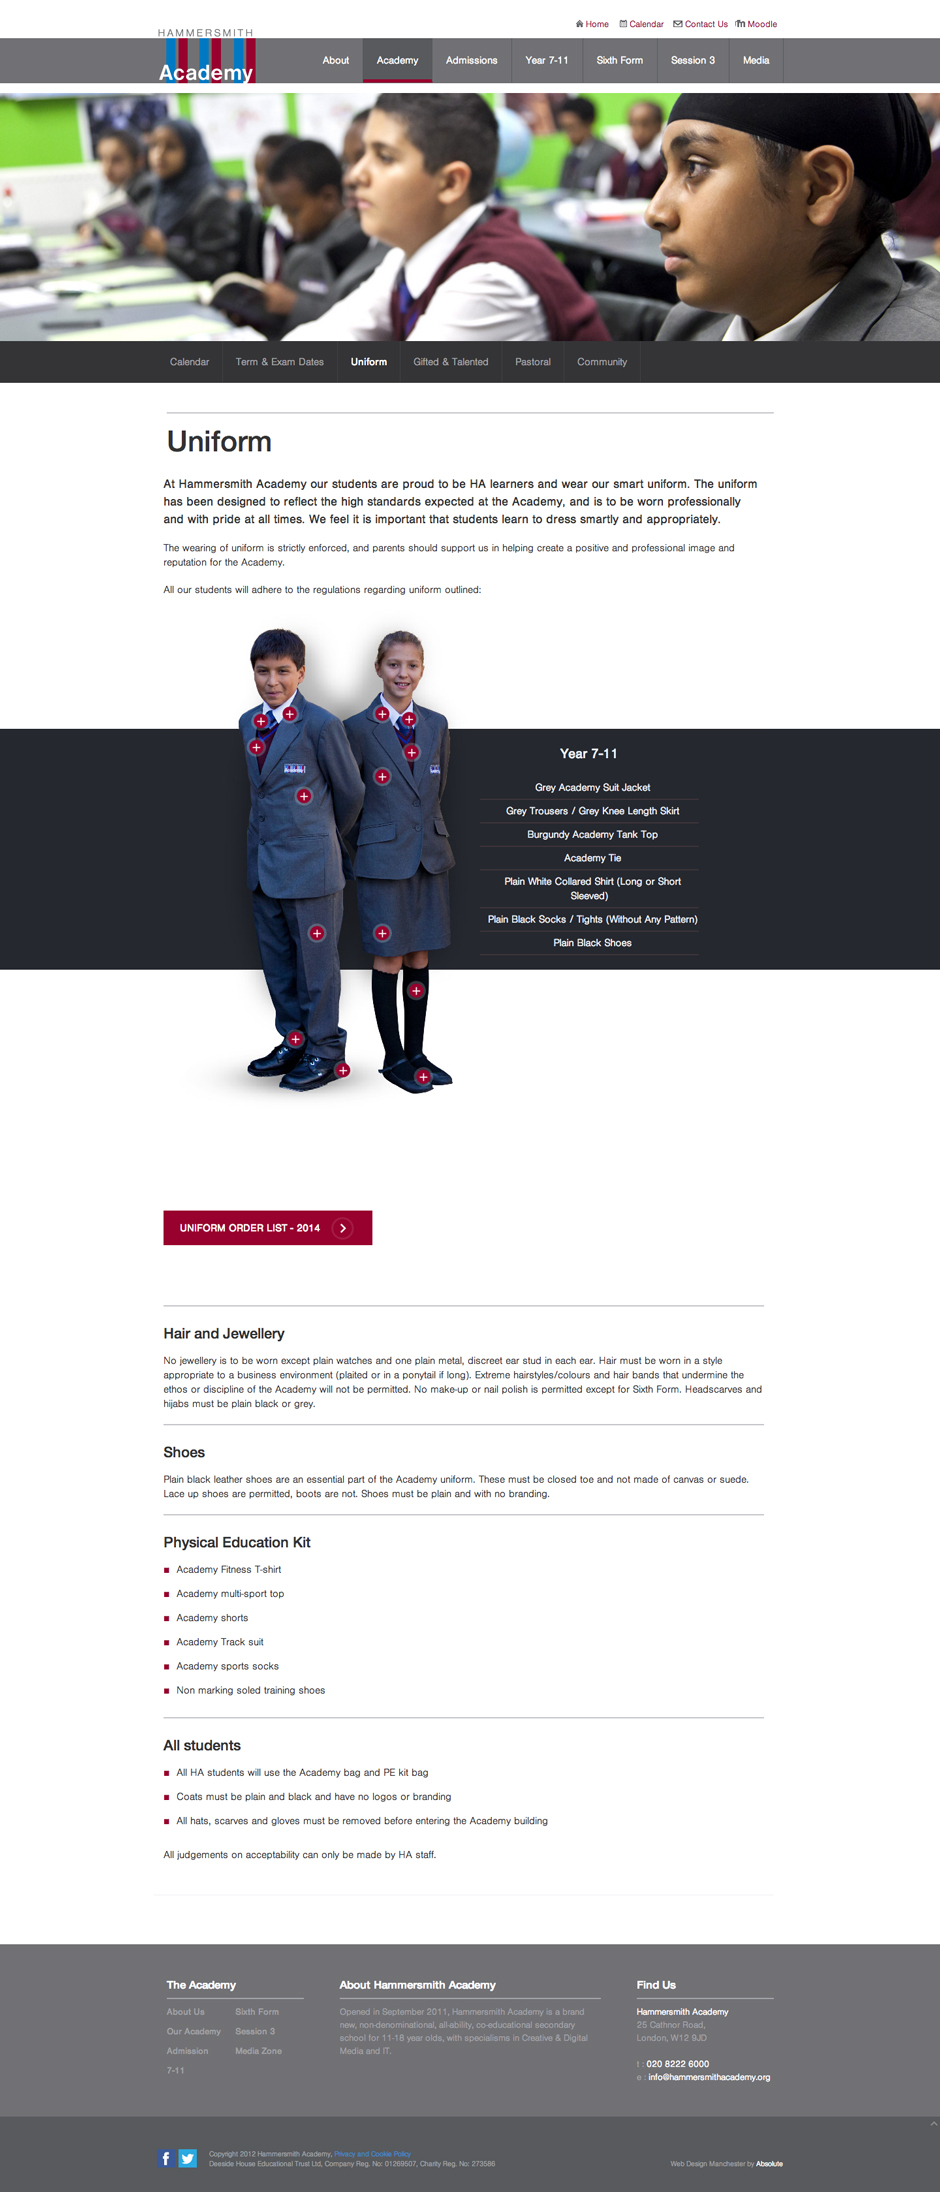 Home Calendar Contact Us Moodle
HAMMERSMITH
Academy
About Academy Admissions Year 7-11 Sixth Form Session 3 Media
Calendar Term & Exam Dates Uniform Gifted & Talented Pastoral Community
Uniform
At Hammersmith Academy our students are proud to be HA learners and wear our smart uniform. The uniform
has been designed to reflect the high standards expected at the Academy, and is to be worn professionally
and with pride at all times. We feel it is important that students learn to dress smartly and appropriately.
The wearing of uniform is strictly enforced, and parents should support us in helping create a positive and professional image and
reputation for the Academy.
All our students will adhere to the regulations regarding uniform outlined:
Year 7-11
Grey Academy Suit Jacket
Grey Trousers / Grey Knee Length Skirt
Burgundy Academy Tank Top
Academy Tie
Plain White Collared Shirt (Long or Short
Sleeved)
Plain Black Socks / Tights (Without Any Pattern)
Plain Black Shoes
UNIFORM ORDER LIST - 2014
Hair and Jewellery
No jewellery is to be worn except plain watches and one plain metal, discreet ear stud in each ear. Hair must be worn in a style
appropriate to a business environment (plaited or in a ponytail if long). Extreme hairstyles/colours and hair bands that undermine the
ethos or discipline of the Academy will not be permitted. No make-up or nail polish is permitted except for Sixth Form. Headscarves and
hijabs must be plain black or grey.
Shoes
Plain black leather shoes are an essential part of the Academy uniform. These must be closed toe and not made of canvas or suede.
Lace up shoes are permitted, boots are not. Shoes must be plain and with no branding.
Physical Education Kit
Academy Fitness T-shirt
Academy multi-sport top
Academy shorts
Academy Track suit
Academy sports socks
Non marking soled training shoes
All students
All HA students will use the Academy bag and PE kit bag
Coats must be plain and black and have no logos or branding
All hats, scarves and gloves must be removed before entering the Academy building
All judgements on acceptability can only be made by HA staff.
The Academy
About Us Sixth Form
Our Academy Session 3
Admission Media Zone
7-11
About Hammersmith Academy
Opened in September 2011, Hammersmith Academy is a brand
new, non-denominational, all-ability, co-educational secondary
school for 11-18 year olds, with specialisms in Creative & Digital
Media and IT.
Find Us
Hammersmith Academy
25 Cathnor Road,
London, W12 9JD
t : 020 8222 6000
e : info@hammersmithacademy.org
Copyright 2012 Hammersmith Academy, Privacy and Cookie Policy
Deeside House Educational Trust Ltd, Company Reg. No: 01269507, Charity Reg. No: 273586
Web Design Manchester by Absolute